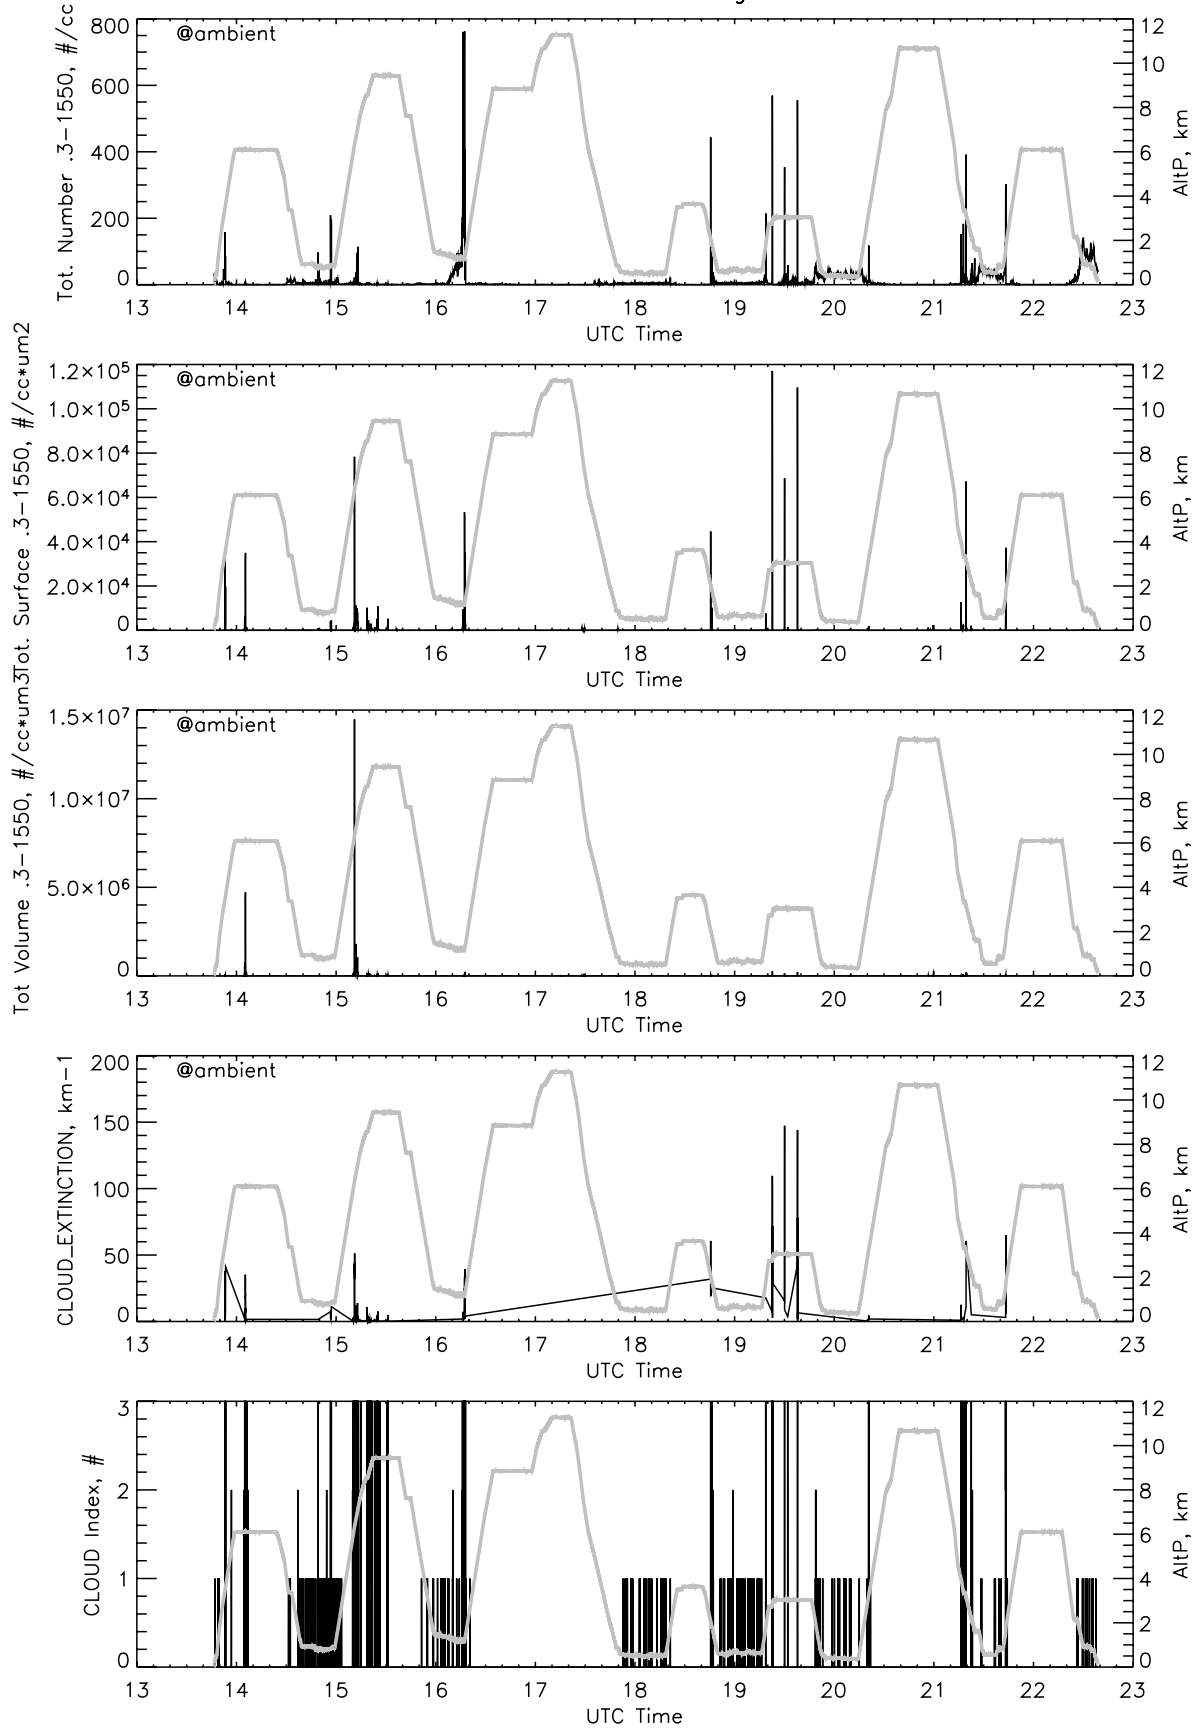 Tot. Number .3-1550, #/cc
800
600
400
200
0
@ambient
12
10
8
6
4
2
0
AltP, km
13 14 15 16 17 18 19 20 21 22 23
UTC Time
Tot. Surface .3-1550, #/cc*um2
1.2×10⁵
1.0×10⁵
8.0×10⁴
6.0×10⁴
4.0×10⁴
2.0×10⁴
0
@ambient
12
10
8
6
4
2
0
AltP, km
13 14 15 16 17 18 19 20 21 22 23
UTC Time
Tot Volume .3-1550, #/cc*um3
1.5×10⁷
1.0×10⁷
5.0×10⁶
0
@ambient
12
10
8
6
4
2
0
AltP, km
13 14 15 16 17 18 19 20 21 22 23
UTC Time
CLOUD_EXTINCTION, km-1
200
150
100
50
0
@ambient
12
10
8
6
4
2
0
AltP, km
13 14 15 16 17 18 19 20 21 22 23
UTC Time
CLOUD Index, #
3
2
1
0
12
10
8
6
4
2
0
AltP, km
13 14 15 16 17 18 19 20 21 22 23
UTC Time